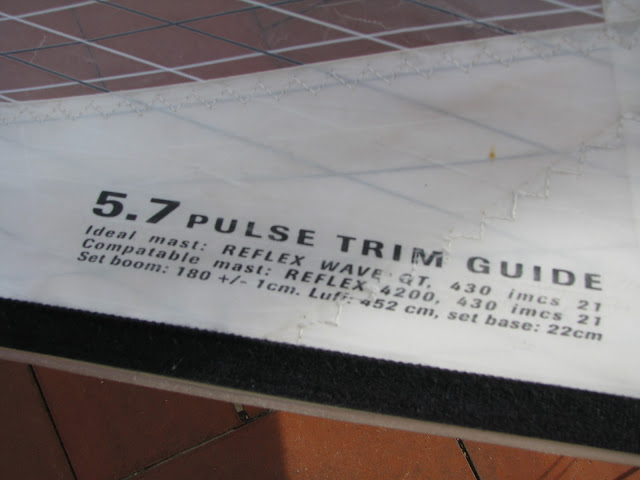 5.7 PULSE TRIM GUIDE
Ideal mast: REFLEX WAVE GT, 430 imcs 21
Compatable mast: REFLEX 4200, 430 imcs 21
Set boom: 180 +/- 1cm. Luff: 452 cm, set base: 22cm